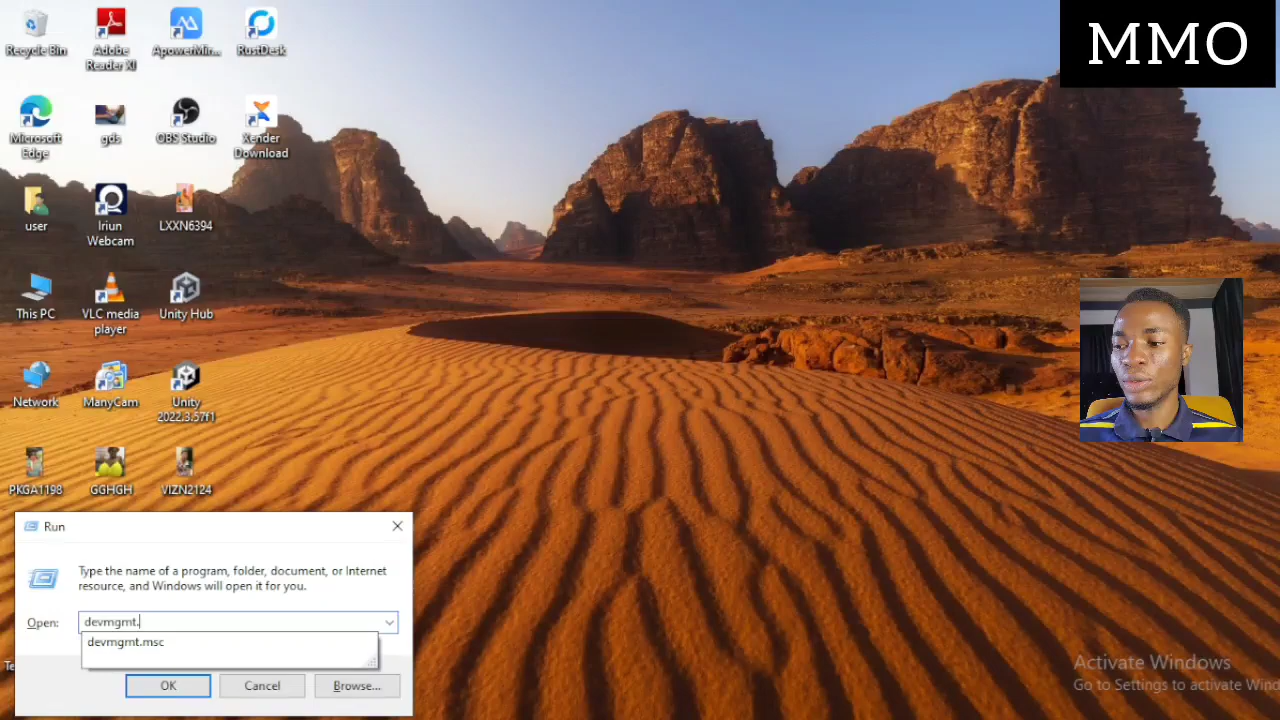 MMO
Recycle Bin
Adobe
Reader XI
ApowerMir...
RustDesk
Microsoft
Edge
gds
OBS Studio
Xender
Download
user
Iriun
Webcam
LXXN6394
This PC
VLC media
player
Unity Hub
Network
ManyCam
Unity
2022.3.57f1
PKGA1198
GGHGH
VIZN2124
Run
Type the name of a program, folder, document, or Internet
resource, and Windows will open it for you.
Open:
devmgmt.
devmgmt.msc
Te
OK
Cancel
Browse...
Activate Windows
Go to Settings to activate Wind